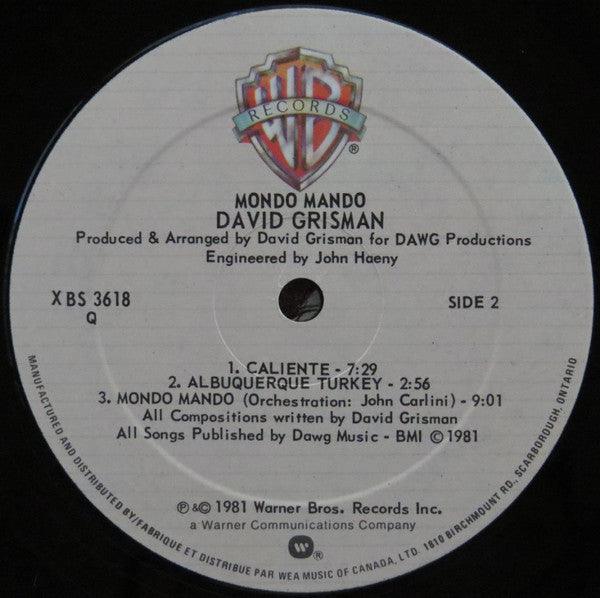 WB
RECORDS
®
MONDO MANDO
DAVID GRISMAN
Produced & Arranged by David Grisman for DAWG Productions
Engineered by John Haeny
XBS 3618
Q
SIDE 2
1. CALIENTE - 7:29
2. ALBUQUERQUE TURKEY - 2:56
3. MONDO MANDO (Orchestration: John Carlini) - 9:01
All Compositions written by David Grisman
All Songs Published by Dawg Music - BMI © 1981
℗ & © 1981 Warner Bros. Records Inc.
a Warner Communications Company
®
MANUFACTURED AND DISTRIBUTED BY/FABRIQUE ET DISTRIBUE PAR WEA MUSIC OF CANADA, LTD. 1810 BIRCHMOUNT RD., SCARBOROUGH, ONTARIO